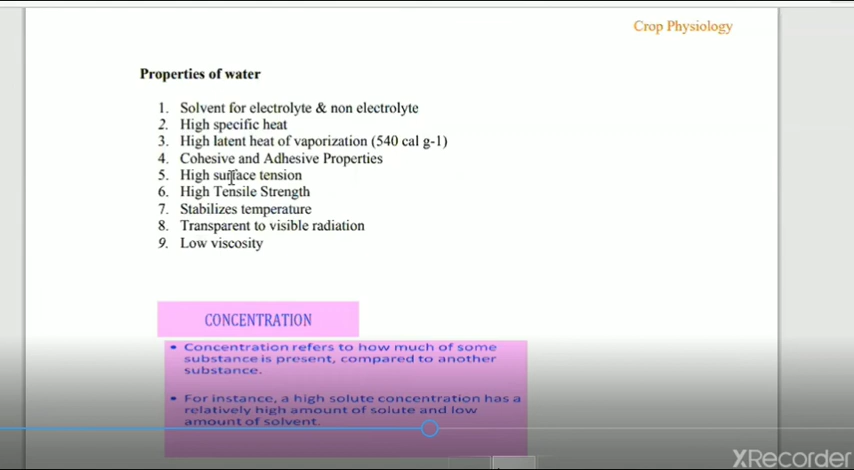 Crop Physiology
Properties of water
1. Solvent for electrolyte & non electrolyte
2. High specific heat
3. High latent heat of vaporization (540 cal g-1)
4. Cohesive and Adhesive Properties
5. High surface tension
6. High Tensile Strength
7. Stabilizes temperature
8. Transparent to visible radiation
9. Low viscosity
CONCENTRATION
• Concentration refers to how much of some
substance is present, compared to another
substance.
• For instance, a high solute concentration has a
relatively high amount of solute and low
amount of solvent.
XRecorder